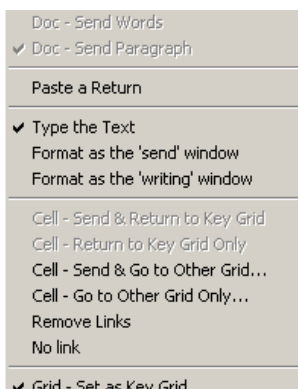 Doc - Send Words
Doc - Send Paragraph
Paste a Return
Type the Text
Format as the 'send' window
Format as the 'writing' window
Cell - Send & Return to Key Grid
Cell - Return to Key Grid Only
Cell - Send & Go to Other Grid...
Cell - Go to Other Grid Only...
Remove Links
No link
Grid - Set as Key Grid